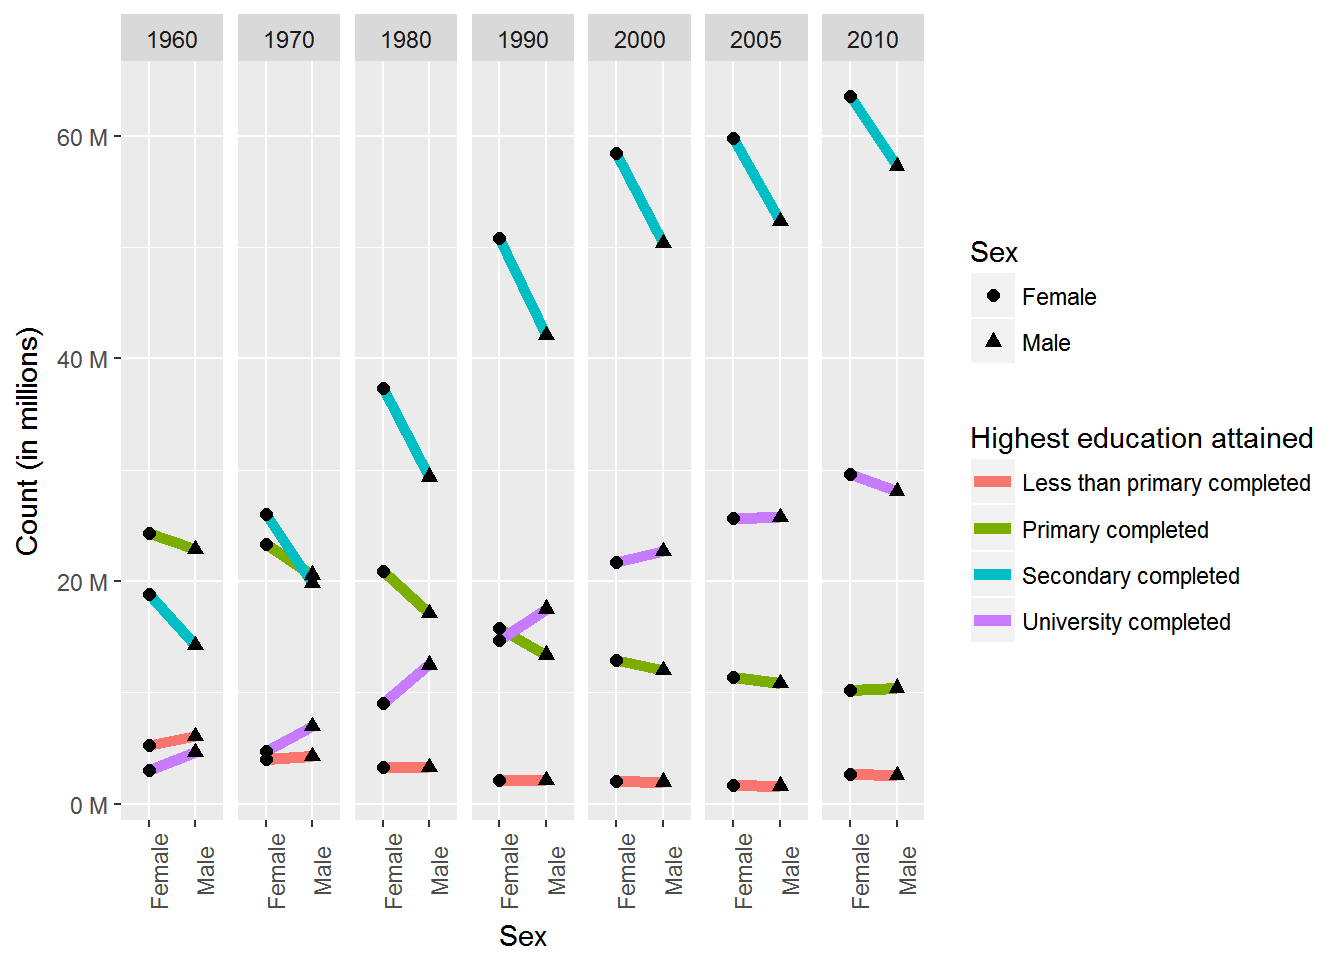 1960 1970 1980 1990 2000 2005 2010
60 M
40 M
20 M
0 M
Count (in millions)
Female Male Female Male Female Male Female Male Female Male Female Male Female Male
Sex
Sex
Female
Male
Highest education attained
Less than primary completed
Primary completed
Secondary completed
University completed